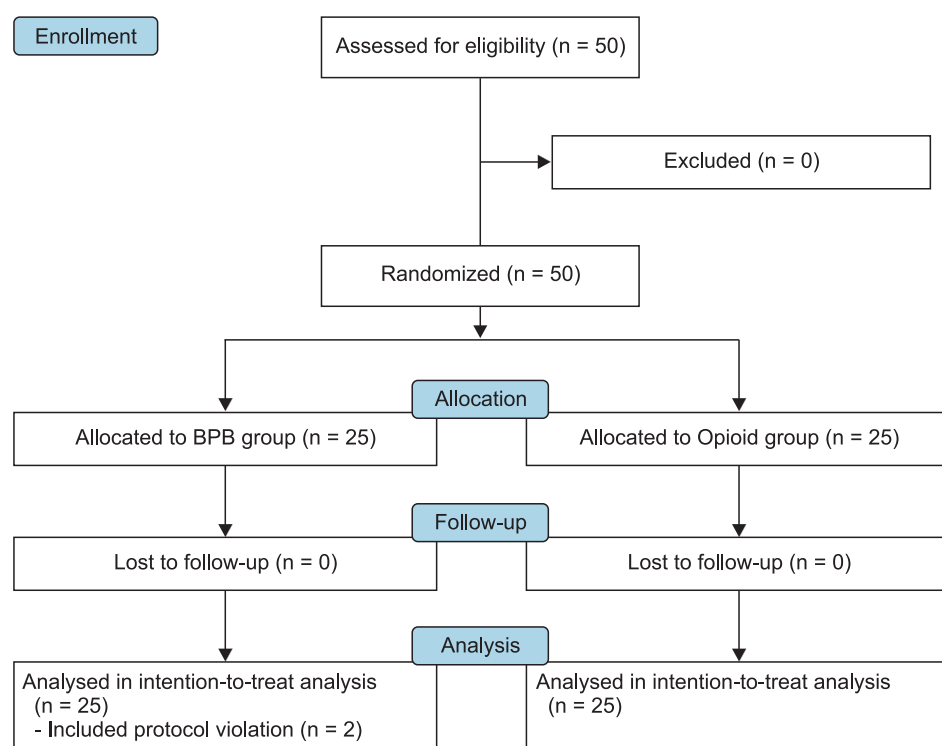 Enrollment
Assessed for eligibility (n = 50)
Excluded (n = 0)
Randomized (n = 50)
Allocation
Allocated to BPB group (n = 25)
Allocated to Opioid group (n = 25)
Follow-up
Lost to follow-up (n = 0)
Lost to follow-up (n = 0)
Analysis
Analysed in intention-to-treat analysis
(n = 25)
- Included protocol violation (n = 2)
Analysed in intention-to-treat analysis
(n = 25)